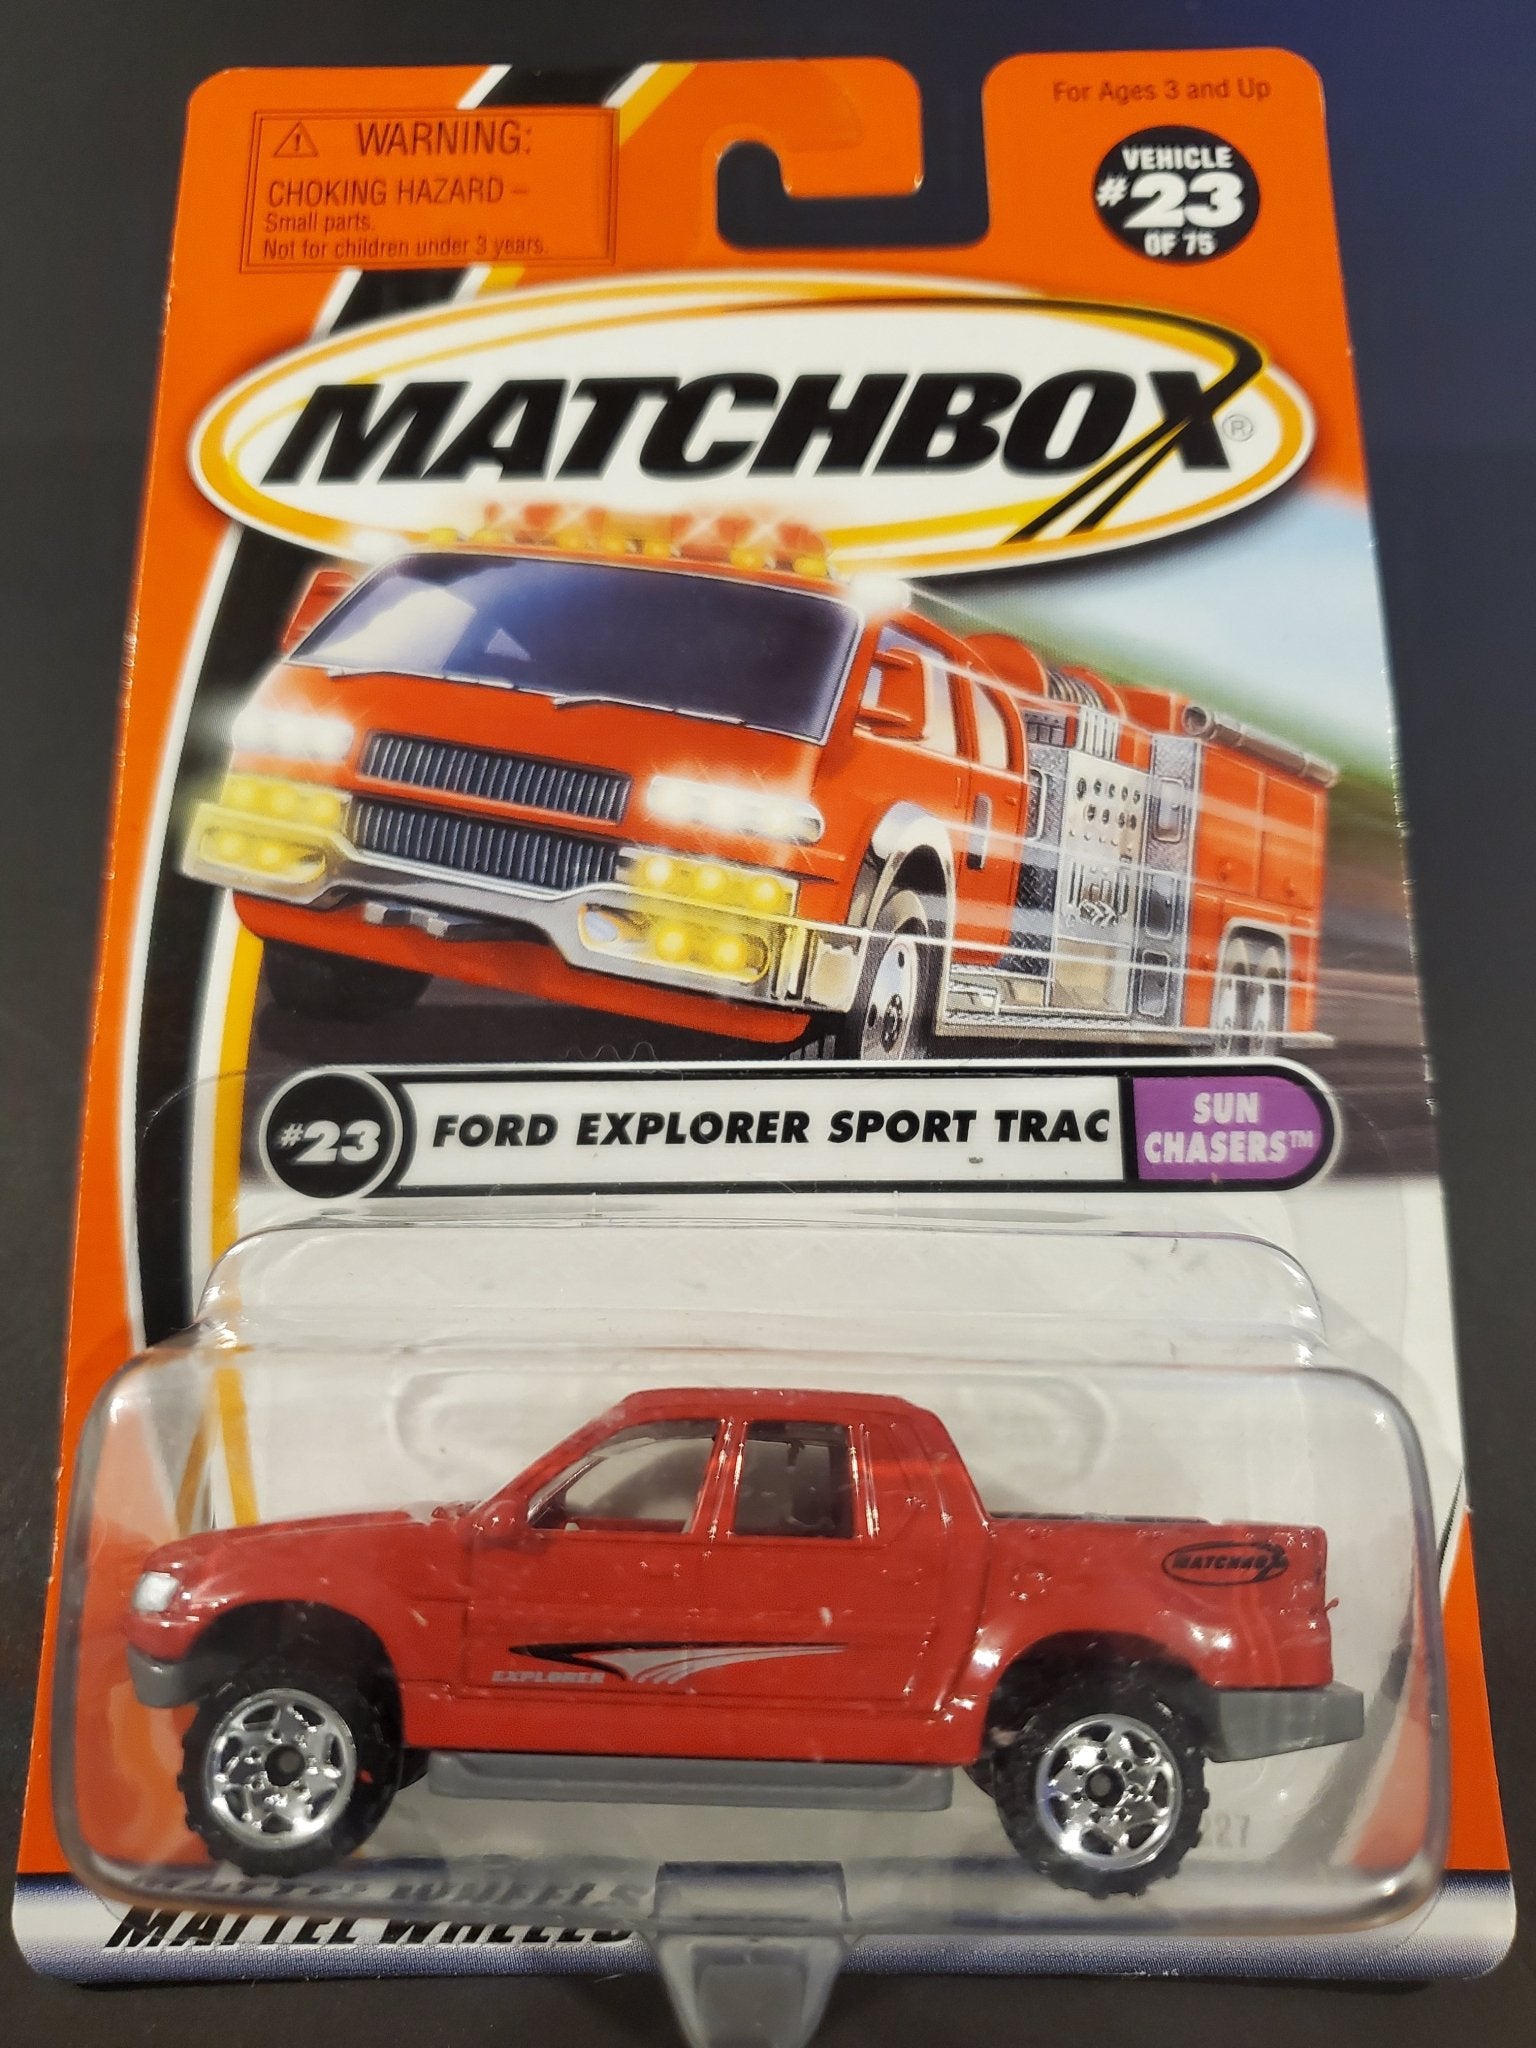 For Ages 3 and Up
WARNING:
CHOKING HAZARD –
Small parts.
Not for children under 3 years.
VEHICLE
#23
OF 75
MATCHBOX®
#23
FORD EXPLORER SPORT TRAC
SUN
CHASERS™
MATCHBOX
EXPLORER
227
MATTEL WHEELS